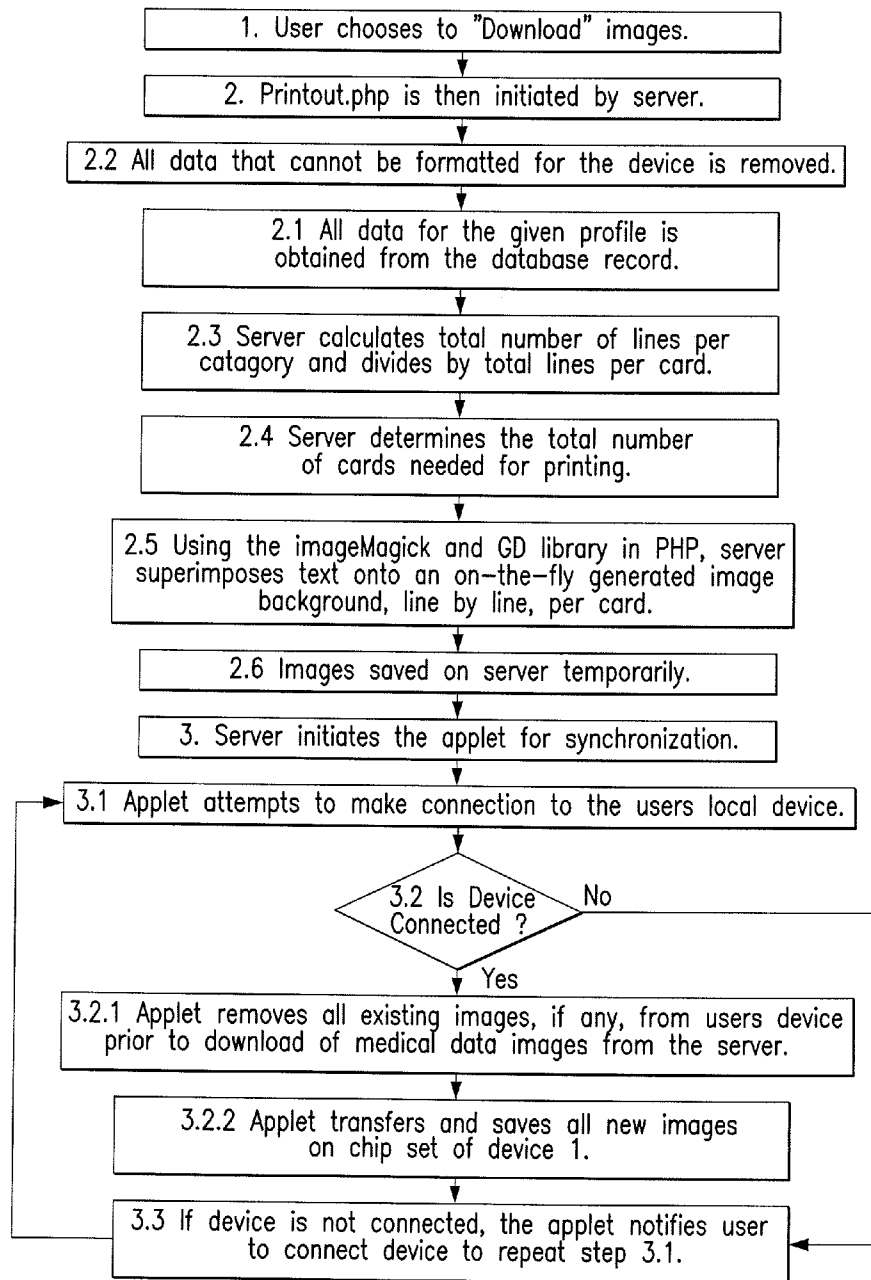 1. User chooses to "Download" images.
2. Printout.php is then initiated by server.
2.2 All data that cannot be formatted for the device is removed.
2.1 All data for the given profile is
obtained from the database record.
2.3 Server calculates total number of lines per
catagory and divides by total lines per card.
2.4 Server determines the total number
of cards needed for printing.
2.5 Using the imageMagick and GD library in PHP, server
superimposes text onto an on-the-fly generated image
background, line by line, per card.
2.6 Images saved on server temporarily.
3. Server initiates the applet for synchronization.
3.1 Applet attempts to make connection to the users local device.
3.2 Is Device
Connected ?
No
Yes
3.2.1 Applet removes all existing images, if any, from users device
prior to download of medical data images from the server.
3.2.2 Applet transfers and saves all new images
on chip set of device 1.
3.3 If device is not connected, the applet notifies user
to connect device to repeat step 3.1.